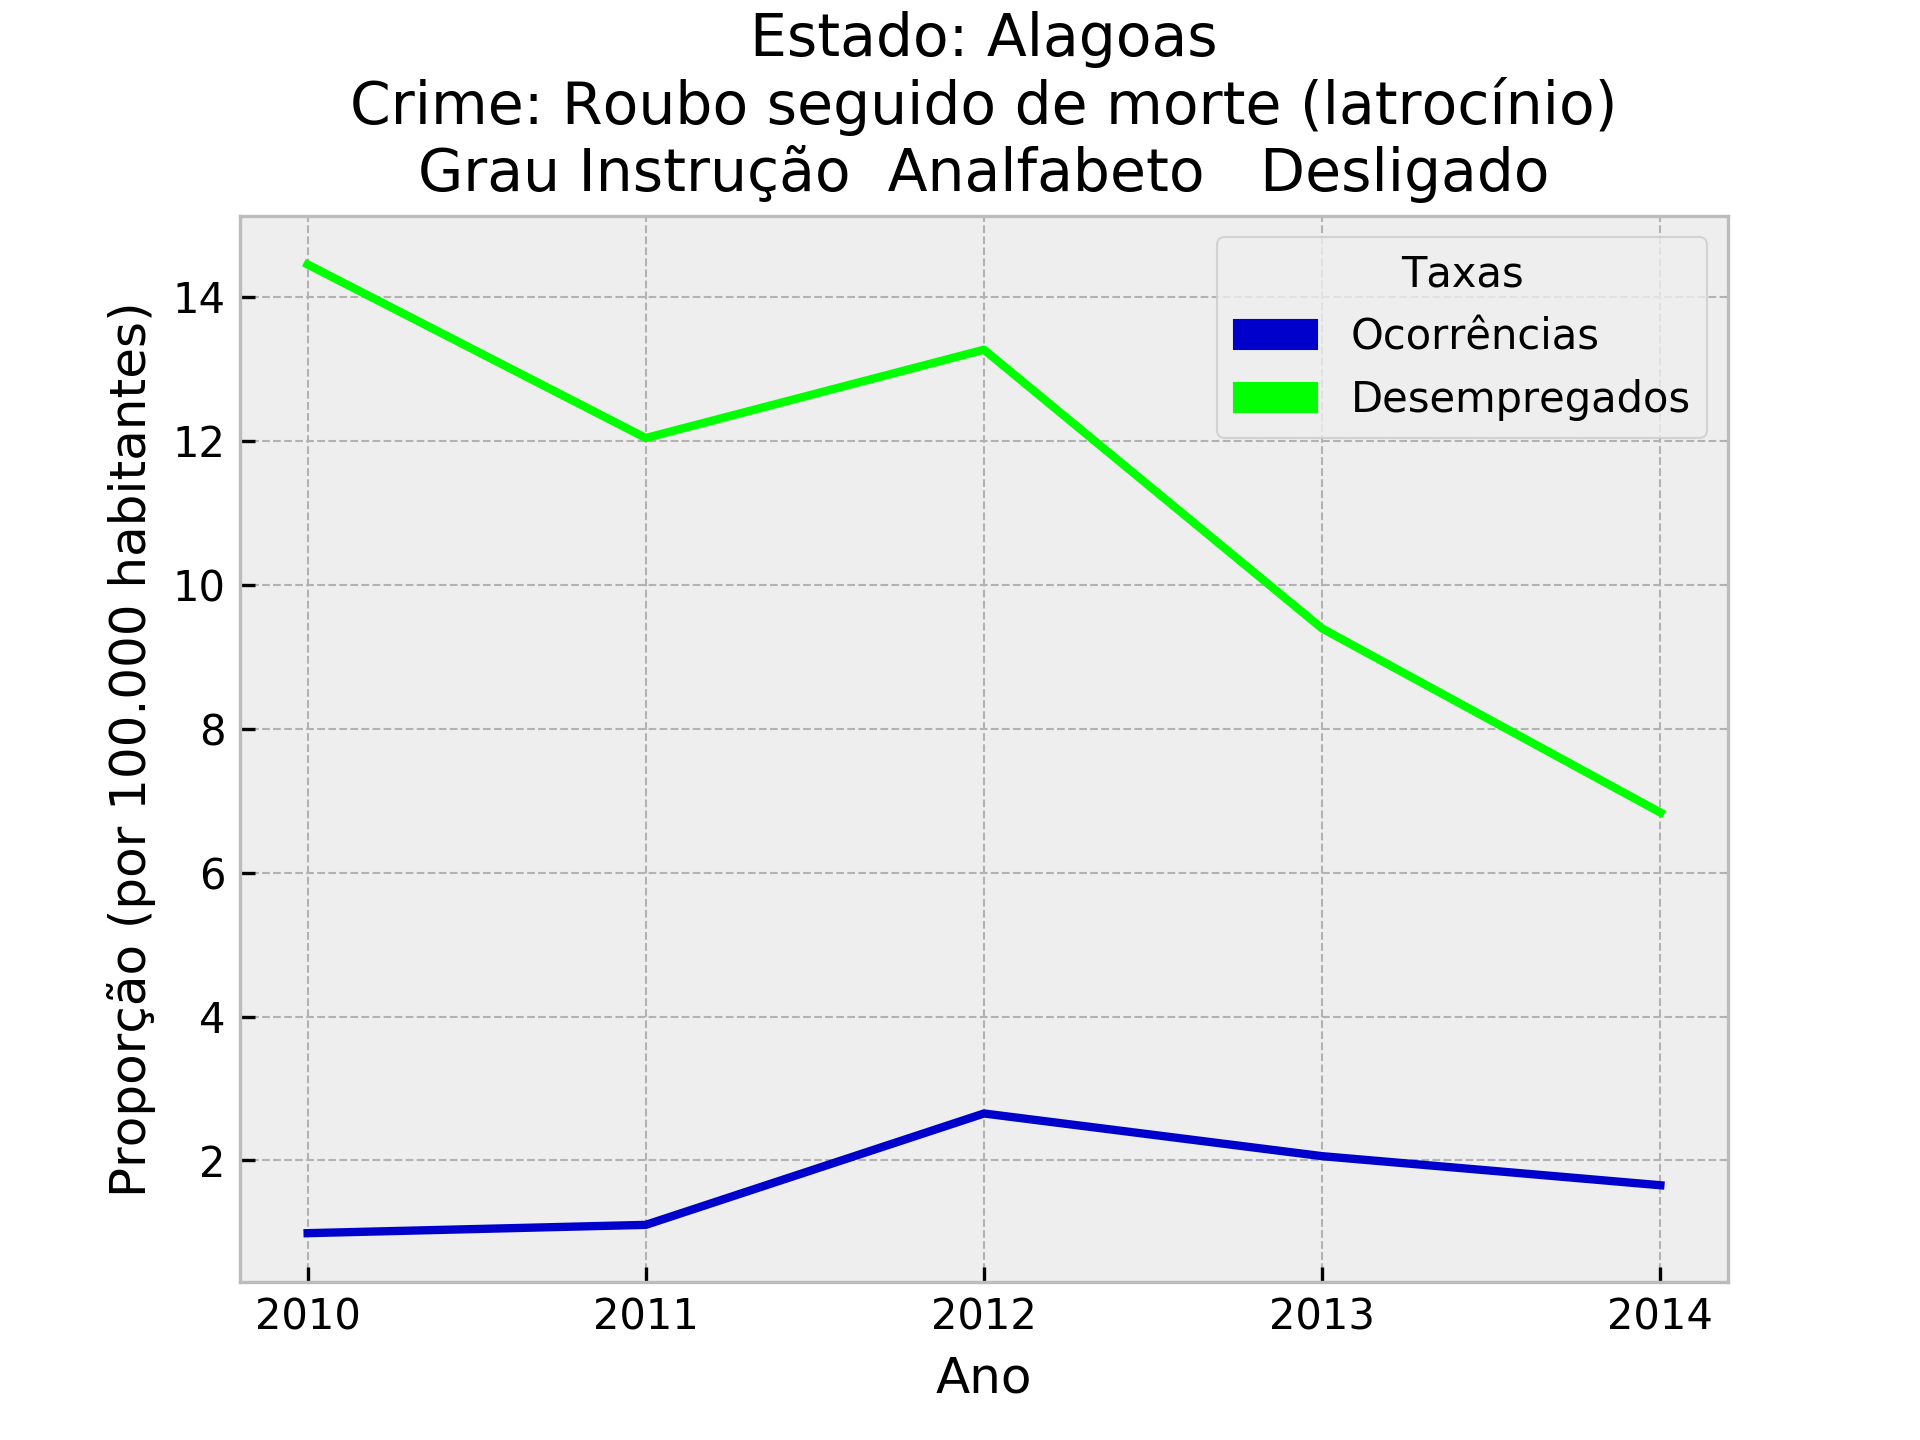 Estado: Alagoas
Crime: Roubo seguido de morte (latrocínio)
Grau Instrução  Analfabeto   Desligado
Taxas
Ocorrências
Desempregados
Proporção (por 100.000 habitantes)
14
12
10
8
6
4
2
2010 2011 2012 2013 2014
Ano